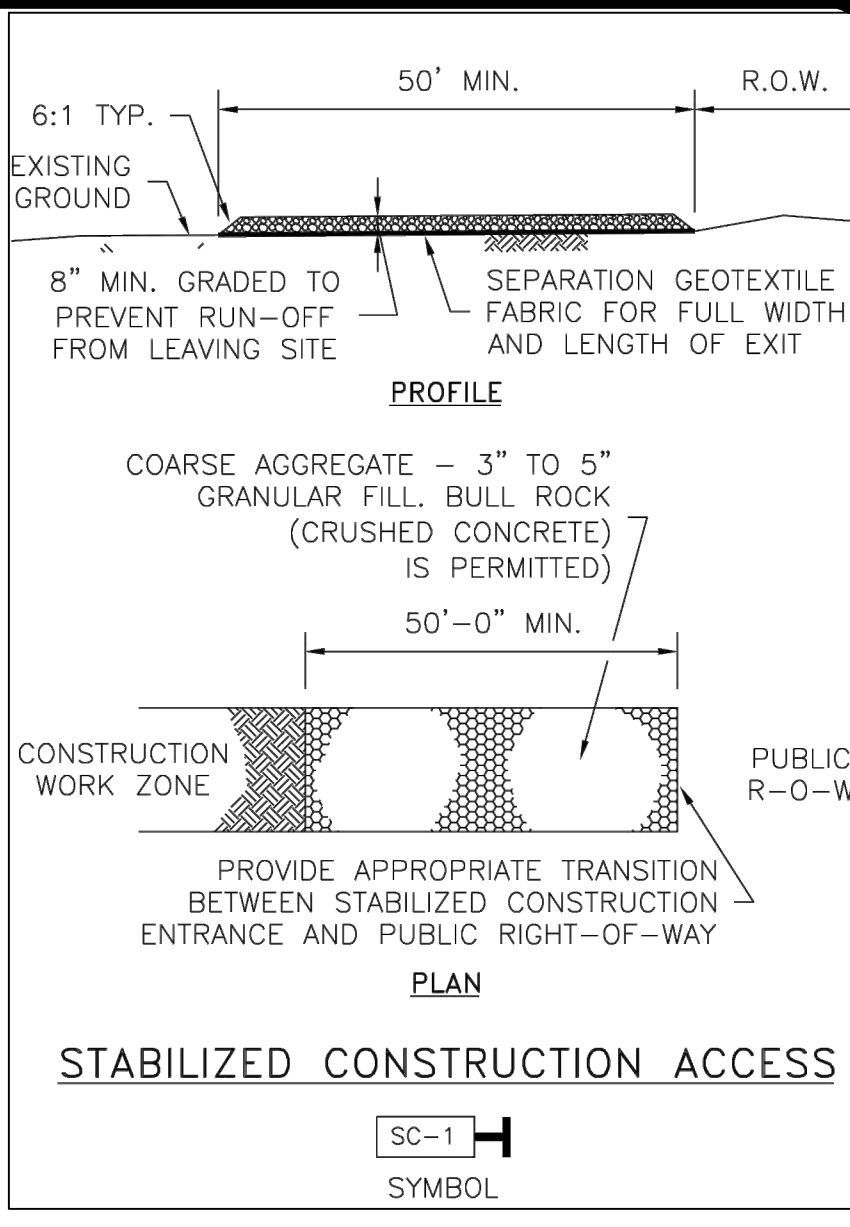 50' MIN.
R.O.W.
6:1 TYP.
EXISTING
GROUND
8" MIN. GRADED TO
PREVENT RUN-OFF
FROM LEAVING SITE
SEPARATION GEOTEXTILE
FABRIC FOR FULL WIDTH
AND LENGTH OF EXIT
PROFILE
COARSE AGGREGATE - 3" TO 5"
GRANULAR FILL. BULL ROCK
(CRUSHED CONCRETE)
IS PERMITTED)
50'-0" MIN.
CONSTRUCTION
WORK ZONE
PUBLIC
R-O-W
PROVIDE APPROPRIATE TRANSITION
BETWEEN STABILIZED CONSTRUCTION
ENTRANCE AND PUBLIC RIGHT-OF-WAY
PLAN
STABILIZED CONSTRUCTION ACCESS
SC-1
SYMBOL